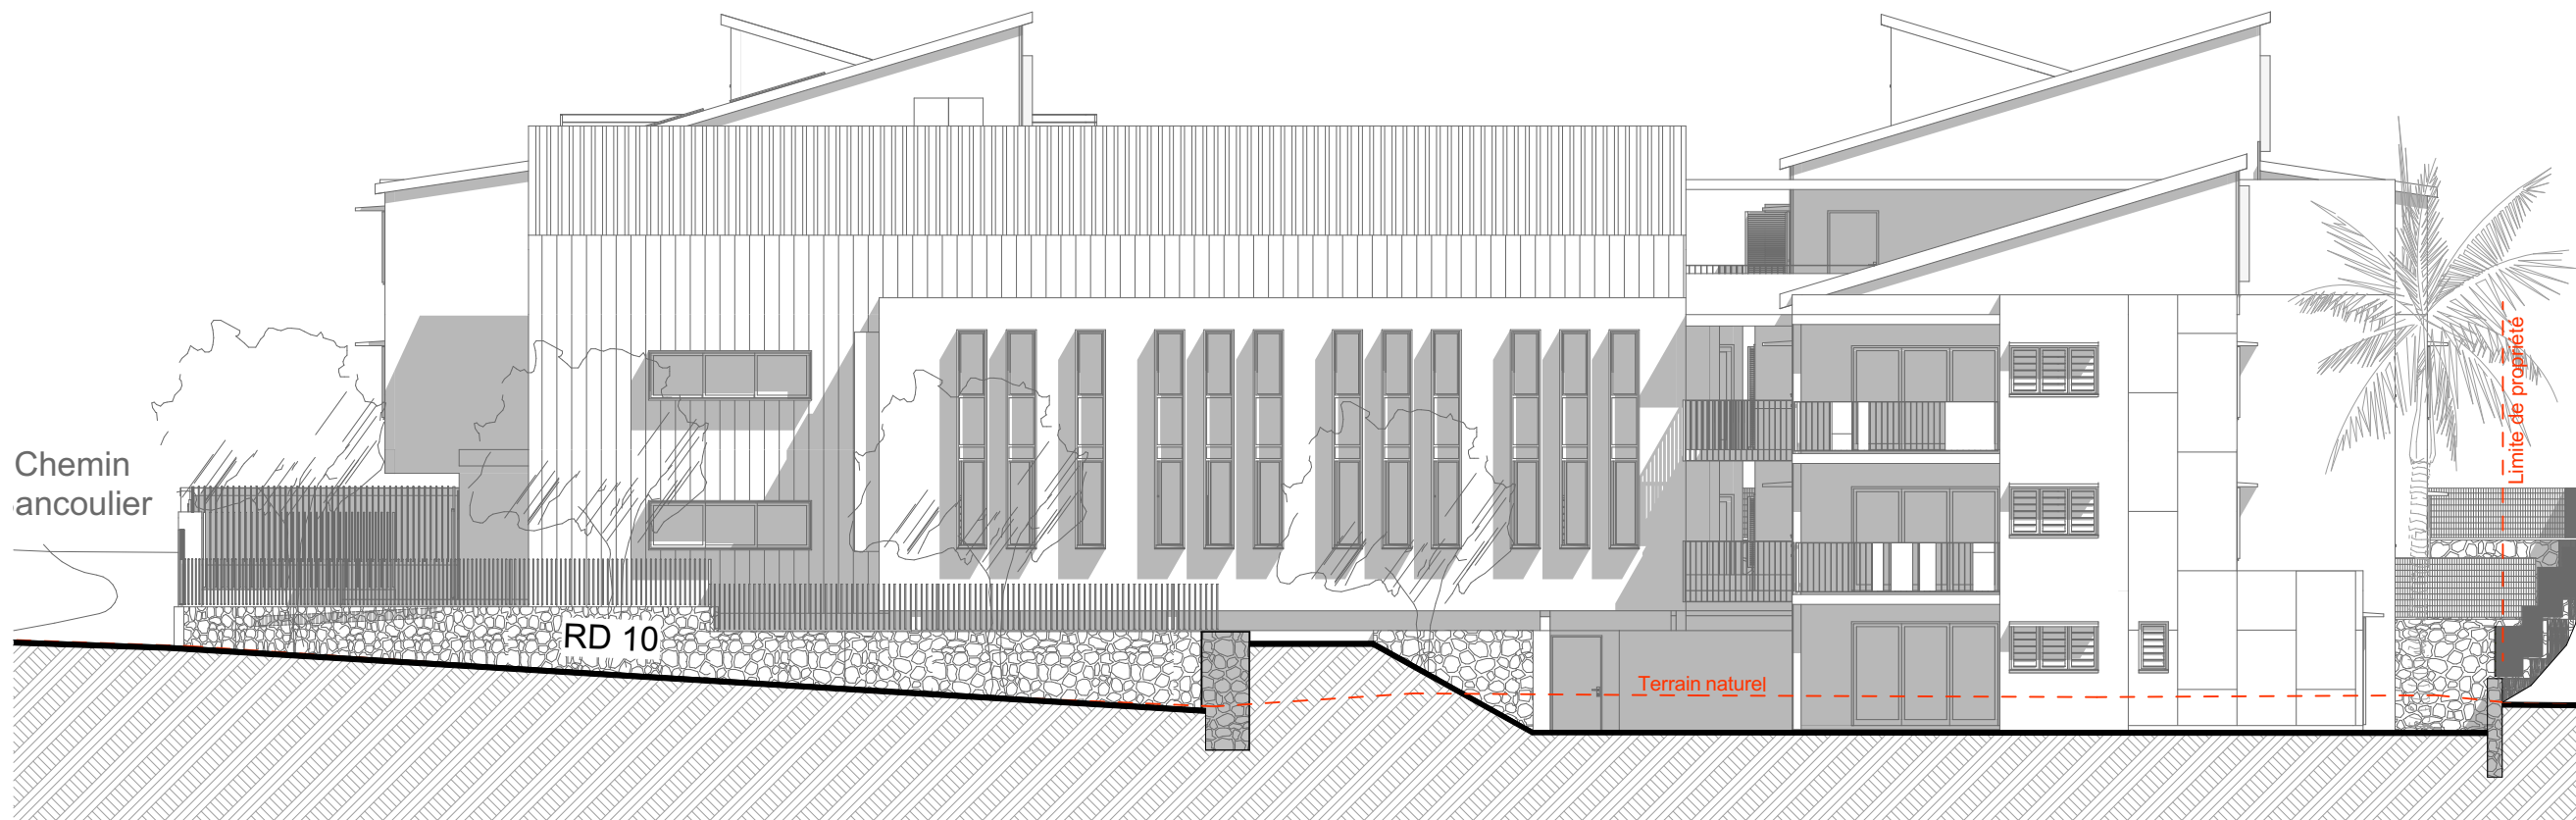 Chemin
ancoulier
RD 10
Terrain naturel
Limite de propriété